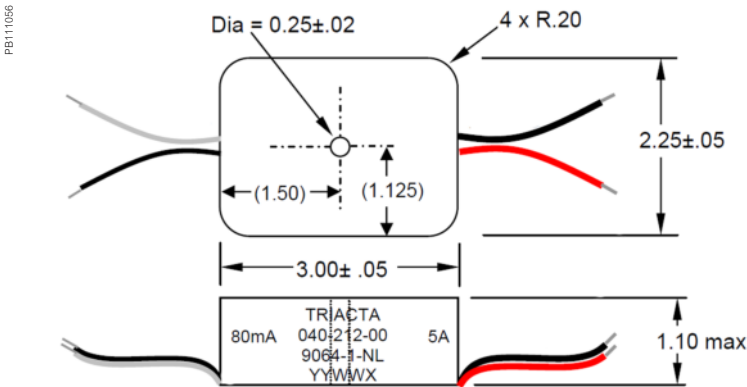 PB111056
Dia = 0.25±.02
4 x R.20
2.25±.05
(1.50)
(1.125)
3.00± .05
TRIACTA
80mA 040-212-00 5A
9064-1-NL
YYWWX
1.10 max